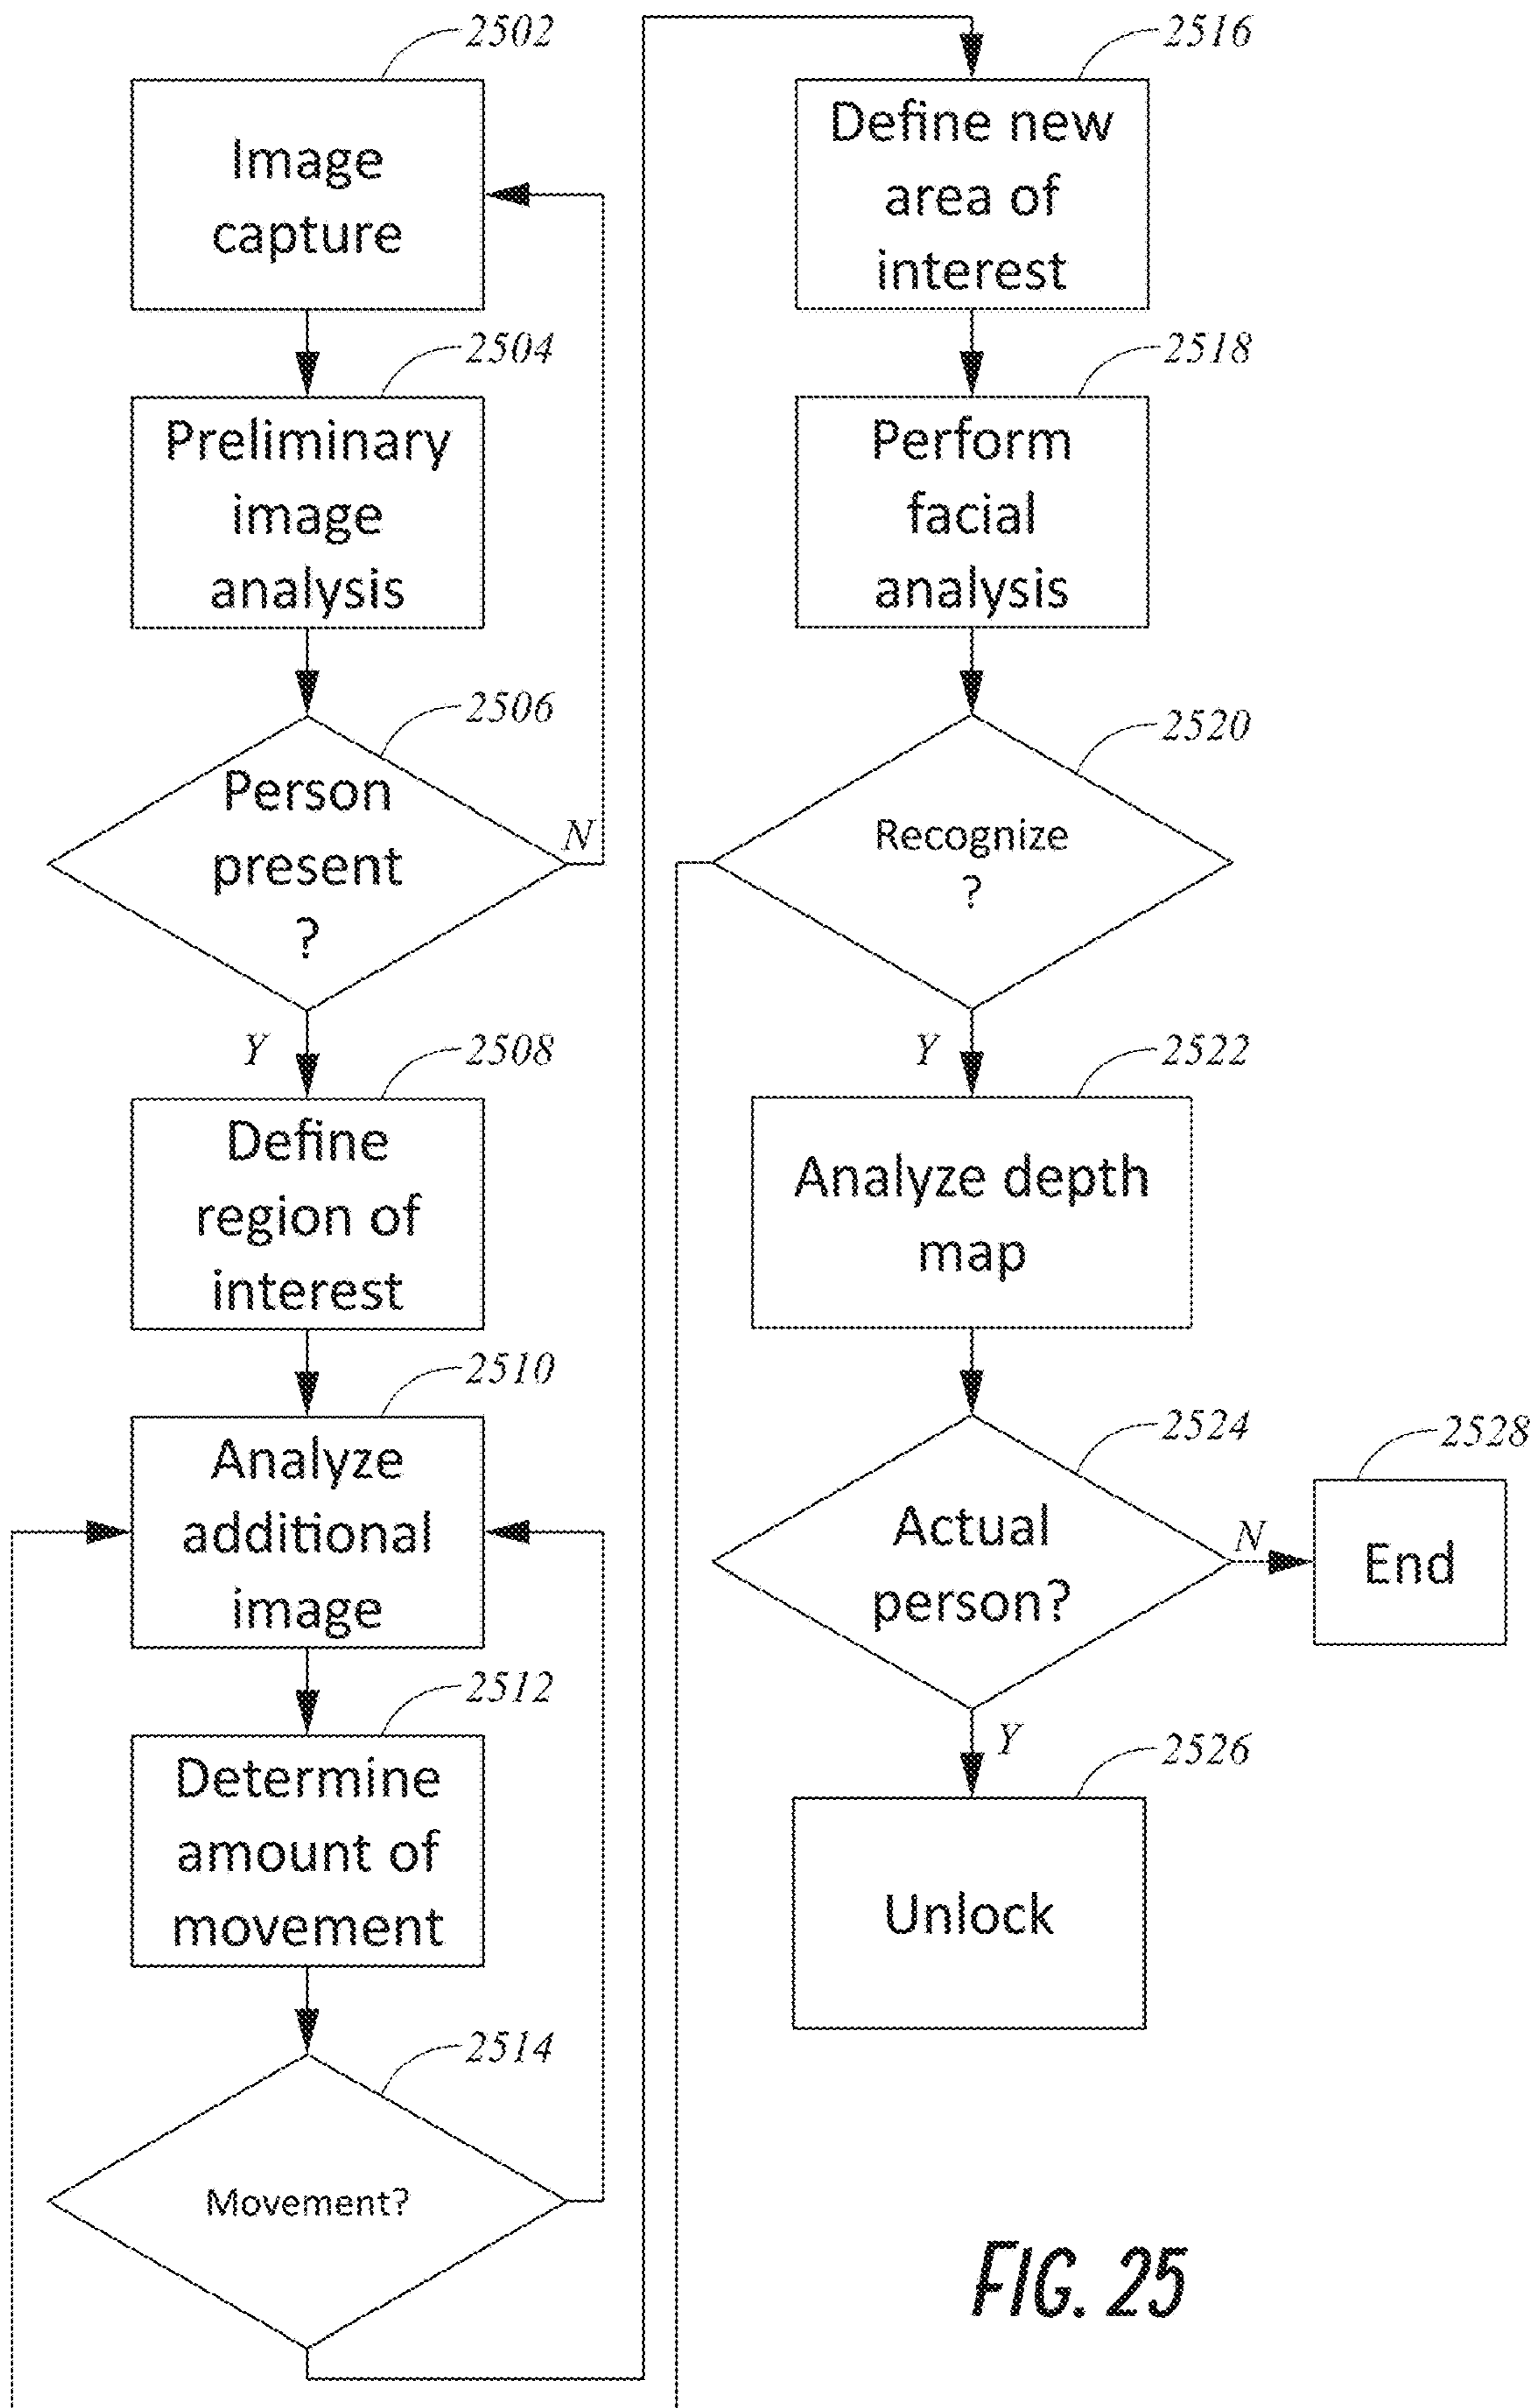 2502
Image
capture
2504
Preliminary
image
analysis
2506
Person
present
?
N
Y
2508
Define
region of
interest
2510
Analyze
additional
image
2512
Determine
amount of
movement
2514
Movement?
2516
Define new
area of
interest
2518
Perform
facial
analysis
2520
Recognize
?
Y
2522
Analyze depth
map
2524
Actual
person?
N
2528
End
Y
2526
Unlock
FIG. 25